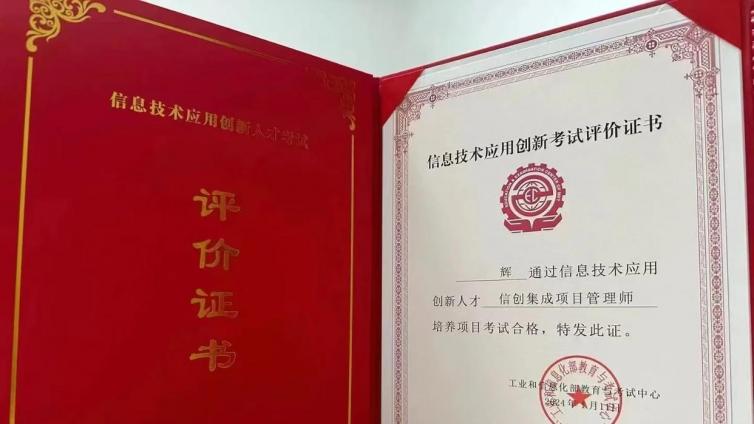 信息技术应用创新人才考试
评价证书
信息技术应用创新考试评价证书
辉 通过信息技术应用
创新人才 信创集成项目管理师
培养项目考试合格，特发此证。
工业和信息化部教育与考试中心